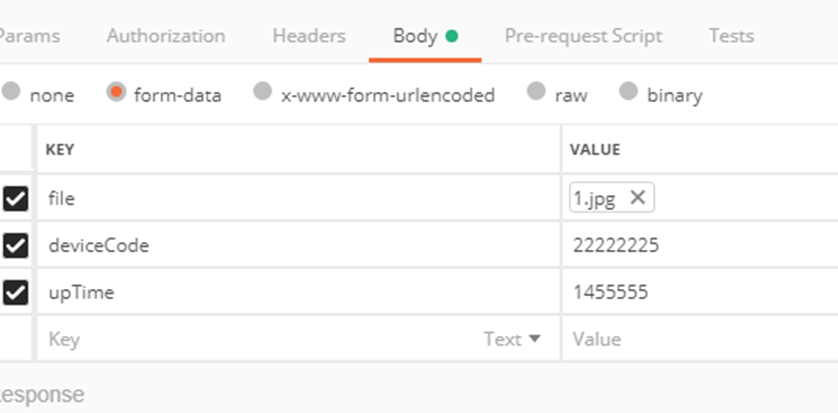 Params Authorization Headers Body Pre-request Script Tests
none form-data x-www-form-urlencoded raw binary
KEY VALUE
file 1.jpg
deviceCode 22222225
upTime 1455555
Key Text Value
esponse